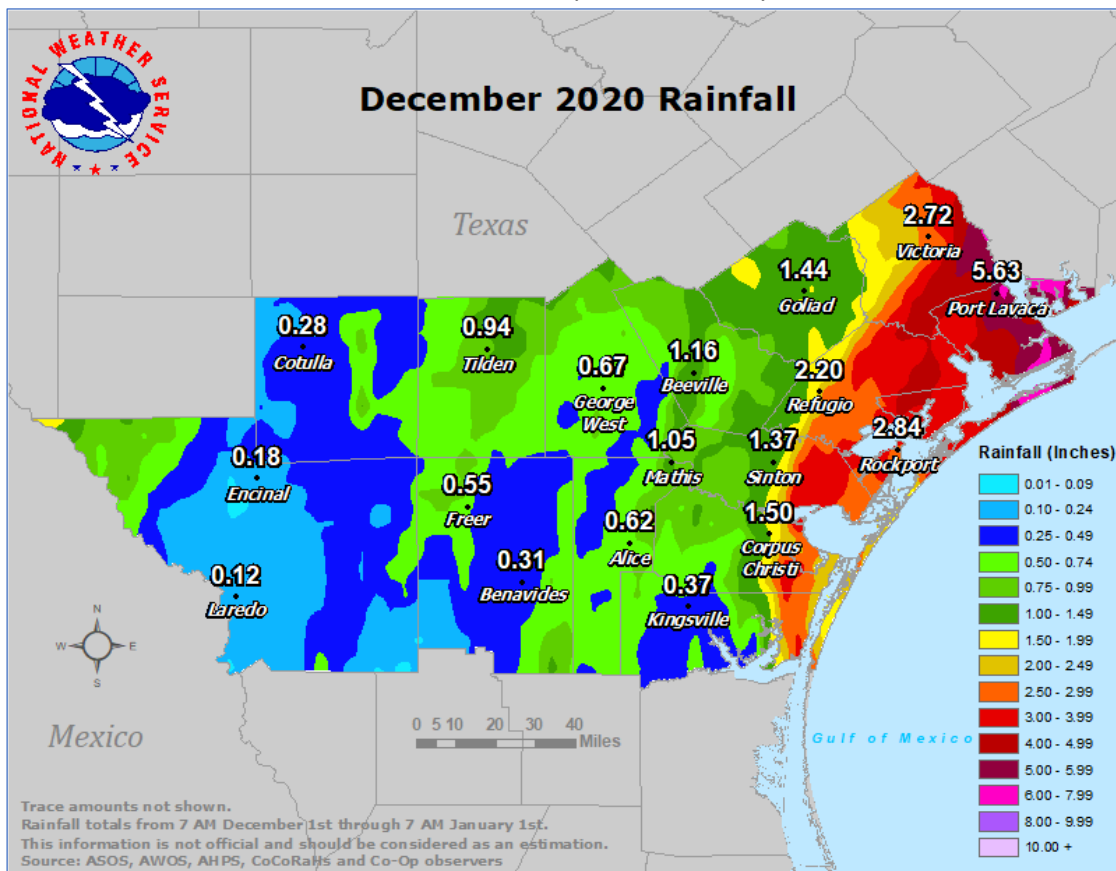 NATIONAL WEATHER SERVICE
December 2020 Rainfall
Texas
2.72
Victoria
5.63
Port Lavaca
1.44
Goliad
0.28
Cotulla
0.94
Tilden
0.67
George
West
1.16
Beeville
2.20
Refugio
2.84
Rockport
0.18
Encinal
0.55
Freer
1.05
Mathis
1.37
Sinton
0.62
Alice
1.50
Corpus
Christi
0.12
Laredo
0.31
Benavides
0.37
Kingsville
Rainfall (Inches)
0.01 - 0.09
0.10 - 0.24
0.25 - 0.49
0.50 - 0.74
0.75 - 0.99
1.00 - 1.49
1.50 - 1.99
2.00 - 2.49
2.50 - 2.99
3.00 - 3.99
4.00 - 4.99
5.00 - 5.99
6.00 - 7.99
8.00 - 9.99
10.00 +
N
W E
S
Mexico
0 5 10 20 30 40
Miles
Gulf of Mexico
Trace amounts not shown.
Rainfall totals from 7 AM December 1st through 7 AM January 1st.
This information is not official and should be considered as an estimation.
Source: ASOS, AWOS, AHPS, CoCoRaHs and Co-Op observers